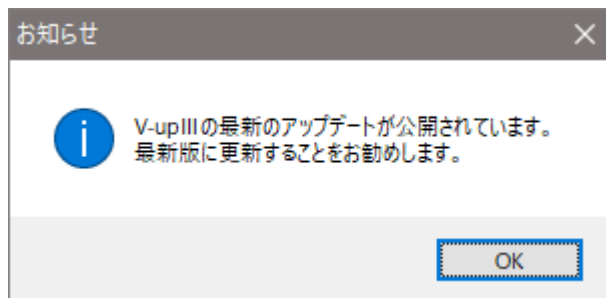 お知らせ
V-upIIIの最新のアップデートが公開されています。
最新版に更新することをお勧めします。
OK